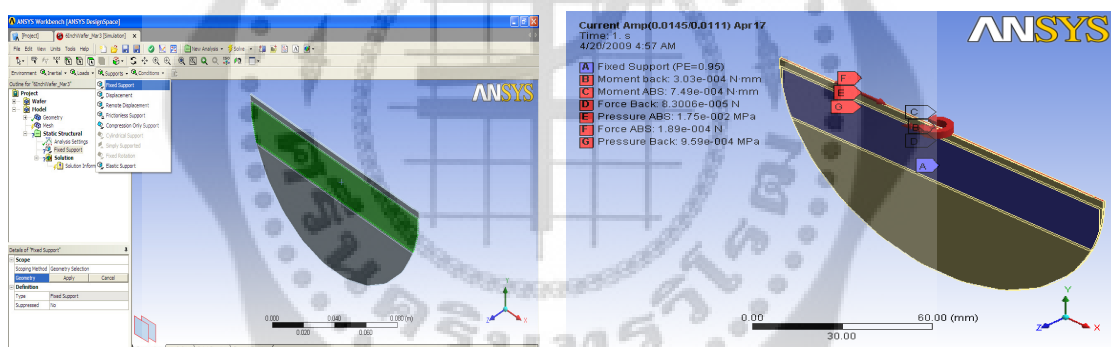 ANSYS Workbench [ANSYS DesignSpace]
[Project]
6InchWafer_Mar3 [Simulation]
File Edit View Units Tools Help
New Analysis
Solve
Environment Inertial Loads Supports Conditions
Outline for "6InchWafer_Mar3"
Project
Wafer
Model
Geometry
Mesh
Static Structural
Analysis Settings
Fixed Support
Solution
Solution Inform
Fixed Support
Displacement
Remote Displacement
Frictionless Support
Compression Only Support
Cylindrical Support
Simply Supported
Fixed Rotation
Elastic Support
ANSYS
Details of "Fixed Support"
Scope
Scoping Method Geometry Selection
Geometry Apply Cancel
Definition
Type Fixed Support
Suppressed No
0.000 0.040 0.080 (m)
0.020 0.060
Y
Z X
Current Amp(0.0145/0.0111) Apr17
Time: 1. s
4/20/2009 4:57 AM
A Fixed Support (PE=0.95)
B Moment back: 3.03e-004 N·mm
C Moment ABS: 7.49e-004 N·mm
D Force Back: 8.3006e-005 N
E Pressure ABS: 1.75e-002 MPa
F Force ABS: 1.89e-004 N
G Pressure Back: 9.59e-004 MPa
ANSYS
F
E
G
C
B
D
A
0.00 60.00 (mm)
30.00
Y
Z X